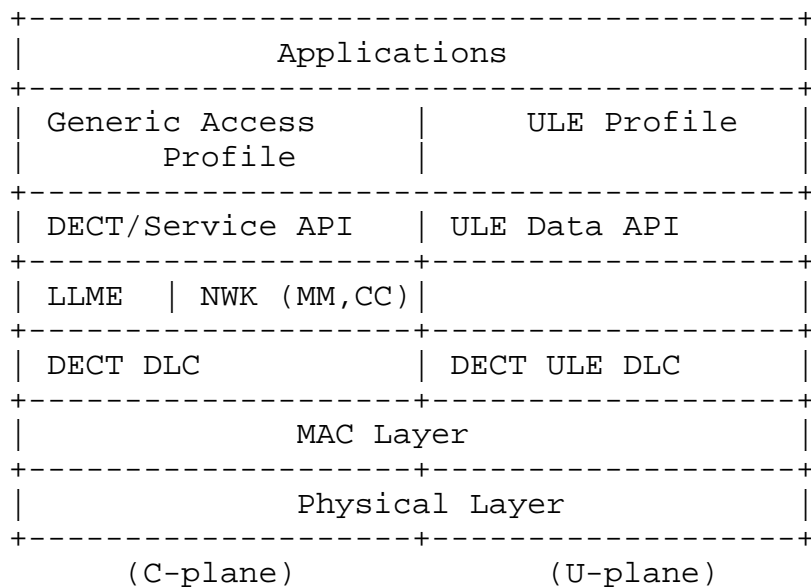 +----------------------------------------+
|             Applications               |
+----------------------------------------+
| Generic Access     |     ULE Profile   |
|       Profile      |                   |
+----------------------------------------+
| DECT/Service API   | ULE Data API      |
+--------------------+-------------------+
| LLME  | NWK (MM,CC)|                   |
+--------------------+-------------------+
| DECT DLC           | DECT ULE DLC      |
+--------------------+-------------------+
|              MAC Layer                 |
+--------------------+-------------------+
|              Physical Layer            |
+--------------------+-------------------+
(C-plane)             (U-plane)